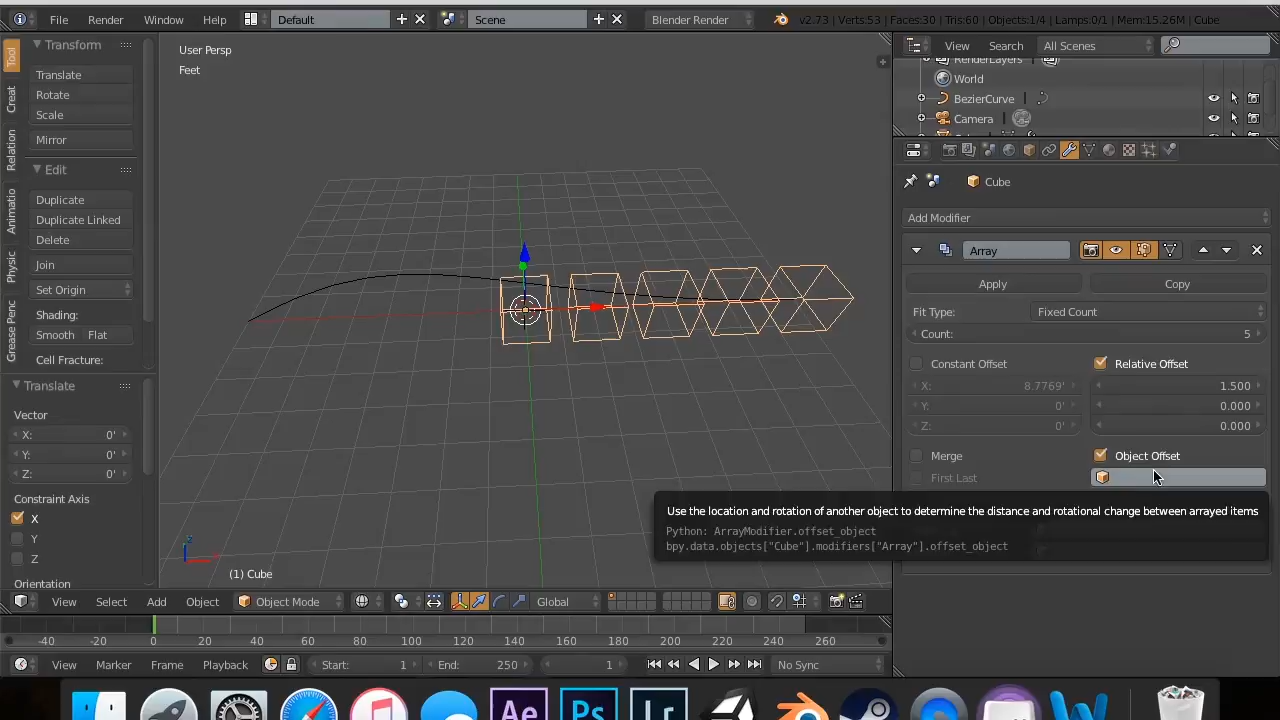 File Render Window Help Default Scene Blender Render v2.73 | Verts:53 | Faces:30 | Tris:60 | Objects:1/4 | Lamps:0/1 | Mem:15.26M | Cube
Transform
Translate
Rotate
Scale
Mirror
Edit
Duplicate
Duplicate Linked
Delete
Join
Set Origin
Shading:
Smooth Flat
Cell Fracture:
Tool
Creat
Relation
Animatio
Physic
Grease Penc
Translate
Vector
X: 0'
Y: 0'
Z: 0'
Constraint Axis
X
Y
Z
Orientation
User Persp
Feet
z
(1) Cube
View Select Add Object Object Mode Global
-40 -20 0 20 40 60 80 100 120 140 160 180 200 220 240 260
View Marker Frame Playback Start: 1 End: 250 1 No Sync
View Search All Scenes
RenderLayers
World
BezierCurve
Camera
Cube
Add Modifier
Array
Apply Copy
Fit Type: Fixed Count
Count: 5
Constant Offset Relative Offset
X: 8.7769' 1.500
Y: 0' 0.000
Z: 0' 0.000
Merge Object Offset
First Last
Use the location and rotation of another object to determine the distance and rotational change between arrayed items
Python: ArrayModifier.offset_object
bpy.data.objects["Cube"].modifiers["Array"].offset_object
Ae Ps Lr W